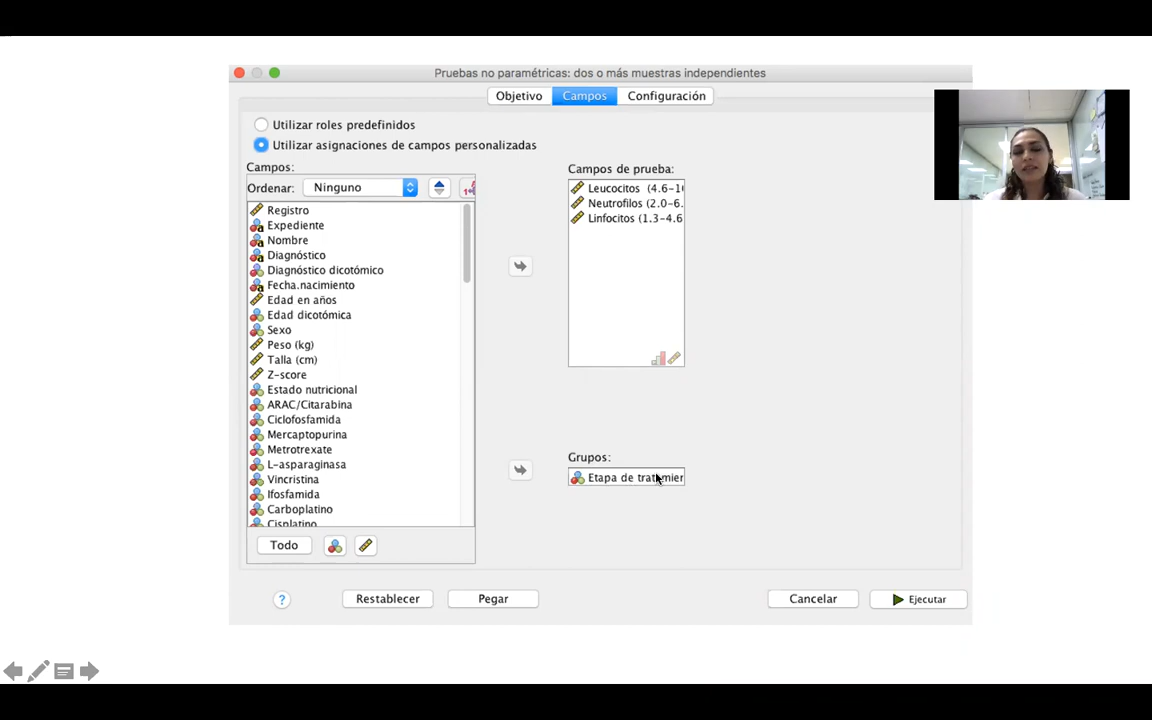 Pruebas no paramétricas: dos o más muestras independientes
Objetivo
Campos
Configuración
Utilizar roles predefinidos
Utilizar asignaciones de campos personalizadas
Campos:
Ordenar: Ninguno
Registro
Expediente
Nombre
Diagnóstico
Diagnóstico dicotómico
Fecha.nacimiento
Edad en años
Edad dicotómica
Sexo
Peso (kg)
Talla (cm)
Z-score
Estado nutricional
ARAC/Citarabina
Ciclofosfamida
Mercaptopurina
Metrotrexate
L-asparaginasa
Vincristina
Ifosfamida
Carboplatino
Cisplatino
Todo
Campos de prueba:
Leucocitos (4.6-1
Neutrofilos (2.0-6.
Linfocitos (1.3-4.6
Grupos:
Etapa de tratamier
?
Restablecer
Pegar
Cancelar
Ejecutar